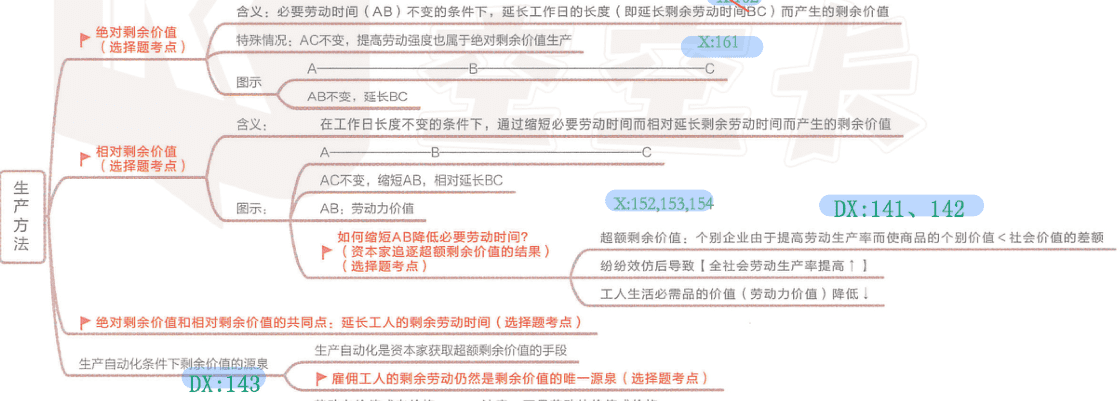 含义：必要劳动时间（AB）不变的条件下，延长工作日的长度（即延长剩余劳动时间BC）而产生的剩余价值
绝对剩余价值
（选择题考点）
特殊情况：AC不变，提高劳动强度也属于绝对剩余价值生产
X:161
图示
A B C
AB不变，延长BC
含义：
在工作日长度不变的条件下，通过缩短必要劳动时间而相对延长剩余劳动时间而产生的剩余价值
相对剩余价值
（选择题考点）
A B C
AC不变，缩短AB，相对延长BC
图示：
AB：劳动力价值
X:152,153,154
DX:141、142
生产方法
如何缩短AB降低必要劳动时间？
（资本家追逐超额剩余价值的结果）
（选择题考点）
超额剩余价值：个别企业由于提高劳动生产率而使商品的个别价值＜社会价值的差额
纷纷效仿后导致【全社会劳动生产率提高↑】
工人生活必需品的价值（劳动力价值）降低↓
绝对剩余价值和相对剩余价值的共同点：延长工人的剩余劳动时间（选择题考点）
生产自动化条件下剩余价值的源泉
DX:143
生产自动化是资本家获取超额剩余价值的手段
雇佣工人的剩余劳动仍然是剩余价值的唯一源泉（选择题考点）